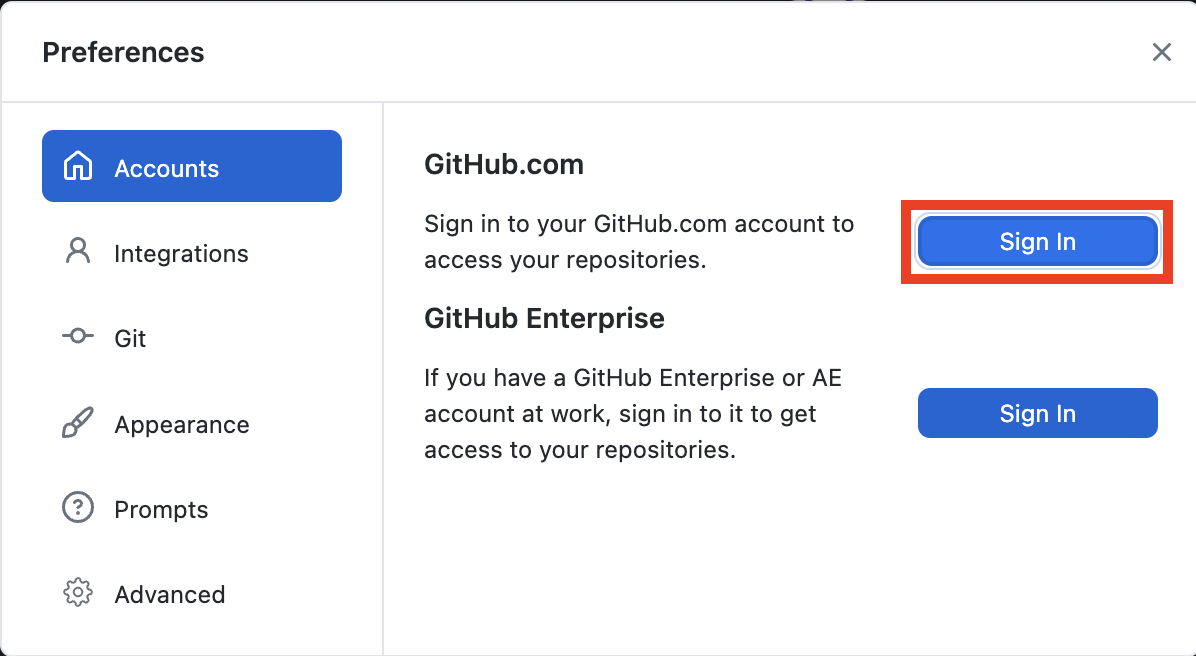 Preferences
Accounts
Integrations
Git
Appearance
Prompts
Advanced
GitHub.com
Sign in to your GitHub.com account to
access your repositories.
Sign In
GitHub Enterprise
If you have a GitHub Enterprise or AE
account at work, sign in to it to get
access to your repositories.
Sign In